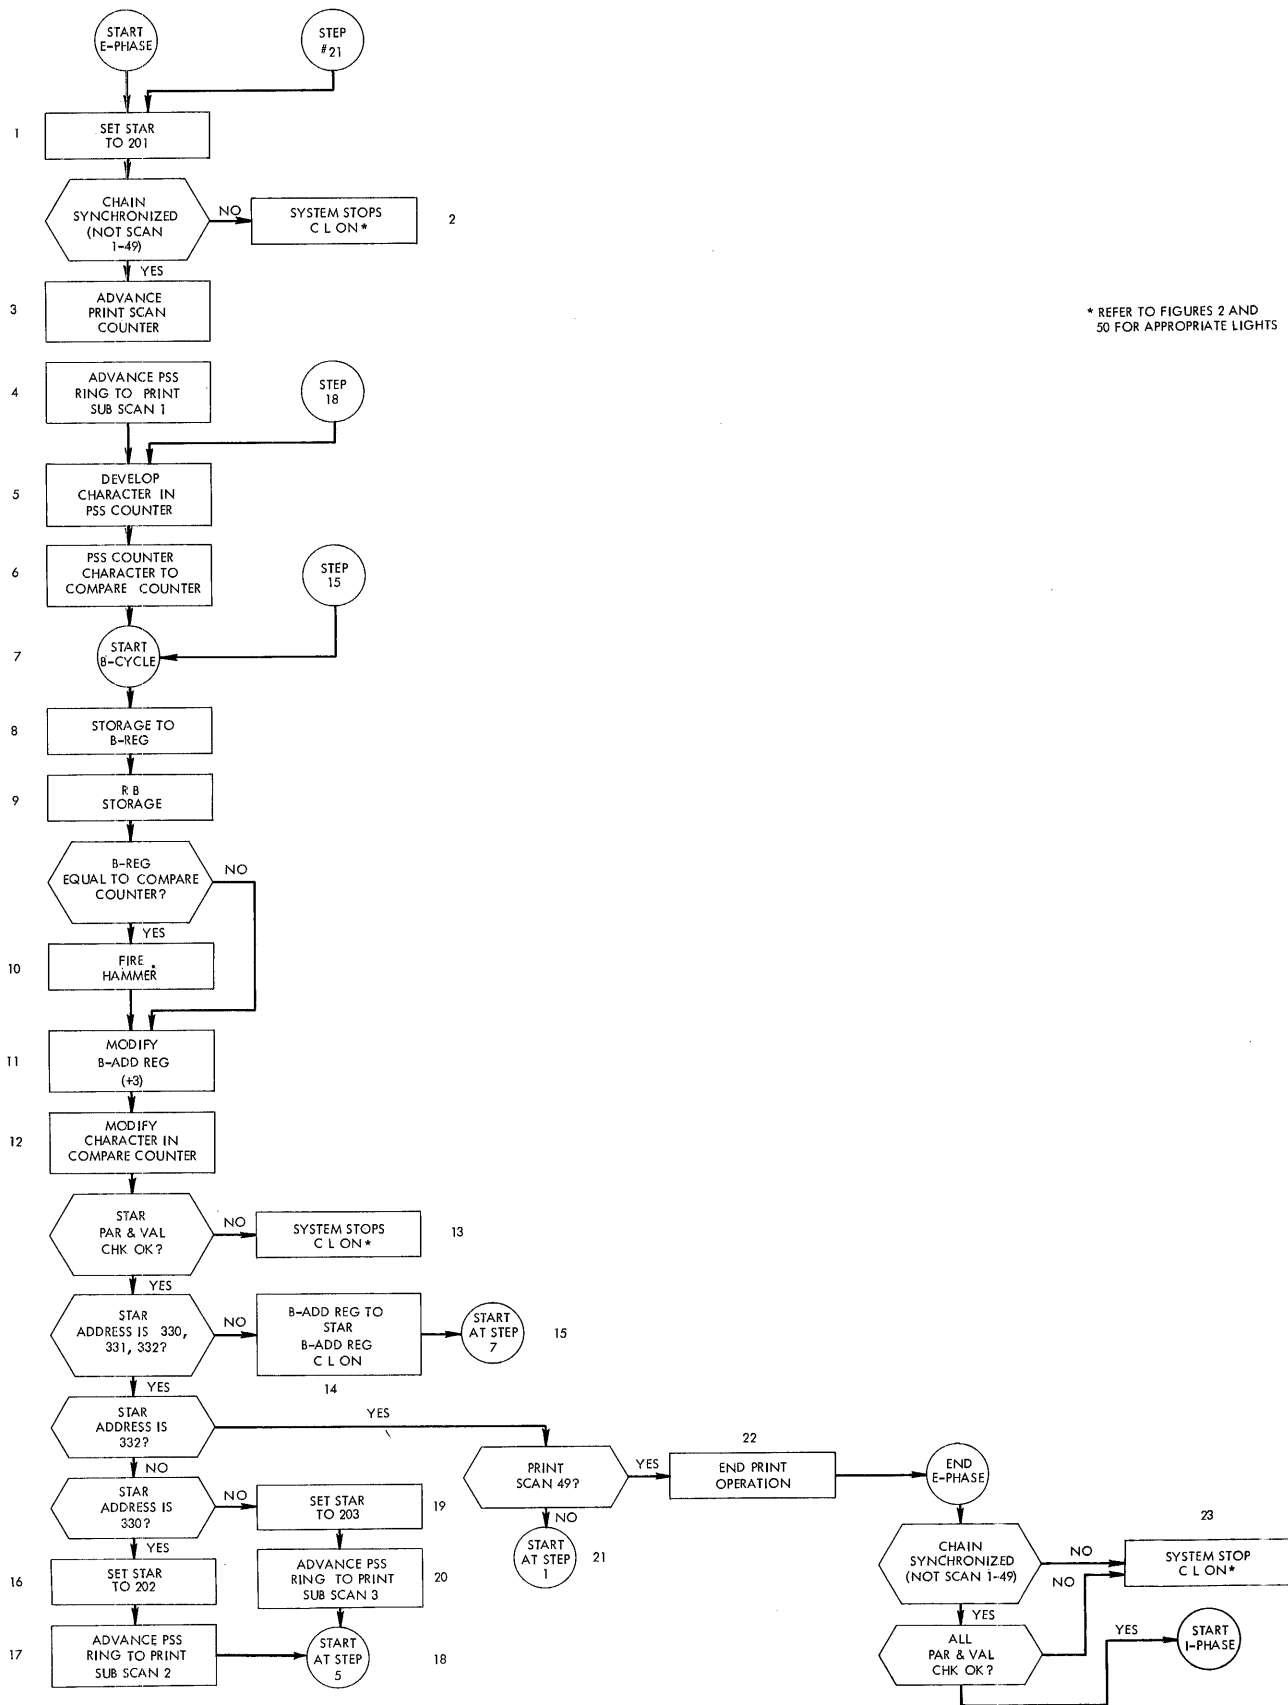 START
E-PHASE
STEP
#21
1
SET STAR
TO 201
CHAIN
SYNCHRONIZED
(NOT SCAN
1-49)
NO
SYSTEM STOPS
C L ON*
2
YES
3
ADVANCE
PRINT SCAN
COUNTER
* REFER TO FIGURES 2 AND
50 FOR APPROPRIATE LIGHTS
4
ADVANCE PSS
RING TO PRINT
SUB SCAN 1
STEP
18
5
DEVELOP
CHARACTER IN
PSS COUNTER
6
PSS COUNTER
CHARACTER TO
COMPARE COUNTER
STEP
15
7
START
B-CYCLE
8
STORAGE TO
B-REG
9
R B
STORAGE
B-REG
EQUAL TO COMPARE
COUNTER?
NO
YES
10
FIRE
HAMMER
11
MODIFY
B-ADD REG
(+3)
12
MODIFY
CHARACTER IN
COMPARE COUNTER
STAR
PAR & VAL
CHK OK?
NO
SYSTEM STOPS
C L ON*
13
YES
STAR
ADDRESS IS 330,
331, 332?
NO
B-ADD REG TO
STAR
B-ADD REG
C L ON
START
AT STEP
7
15
14
YES
STAR
ADDRESS IS
332?
YES
NO
PRINT
SCAN 49?
YES
22
END PRINT
OPERATION
END
E-PHASE
STAR
ADDRESS IS
330?
NO
SET STAR
TO 203
19
NO
START
AT STEP
1
21
CHAIN
SYNCHRONIZED
(NOT SCAN 1-49)
NO
NO
23
SYSTEM STOP
C L ON*
YES
16
SET STAR
TO 202
ADVANCE PSS
RING TO PRINT
SUB SCAN 3
20
YES
17
ADVANCE PSS
RING TO PRINT
SUB SCAN 2
START
AT STEP
5
18
ALL
PAR & VAL
CHK OK?
YES
START
I-PHASE